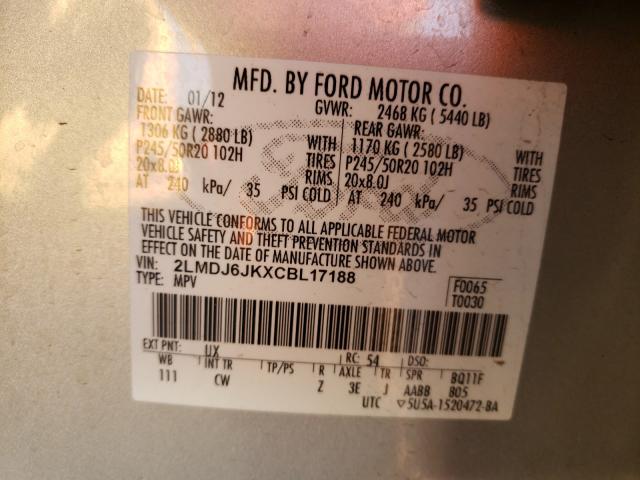 MFD. BY FORD MOTOR CO.
DATE: 01/12 GVWR: 2468 KG ( 5440 LB)
FRONT GAWR: REAR GAWR:
1306 KG ( 2880 LB) WITH 1170 KG ( 2580 LB) WITH
P245/50R20 102H TIRES P245/50R20 102H TIRES
20x8.0J RIMS 20x8.0J RIMS
AT 240 kPa/ 35 PSI COLD AT 240 kPa/ 35 PSI COLD
Ford
THIS VEHICLE CONFORMS TO ALL APPLICABLE FEDERAL MOTOR
VEHICLE SAFETY AND THEFT PREVENTION STANDARDS IN
EFFECT ON THE DATE OF MANUFACTURE SHOWN ABOVE.
VIN: 2LMDJ6JKXCBL17188
TYPE: MPV
F0065
T0030
EXT PNT: UX RC: 54 DSO:
WB INT TR TP/PS R AXLE TR SPR BQ11F
111 CW Z 3E J AABB 805
UTC ▽5U5A-1520472-BA